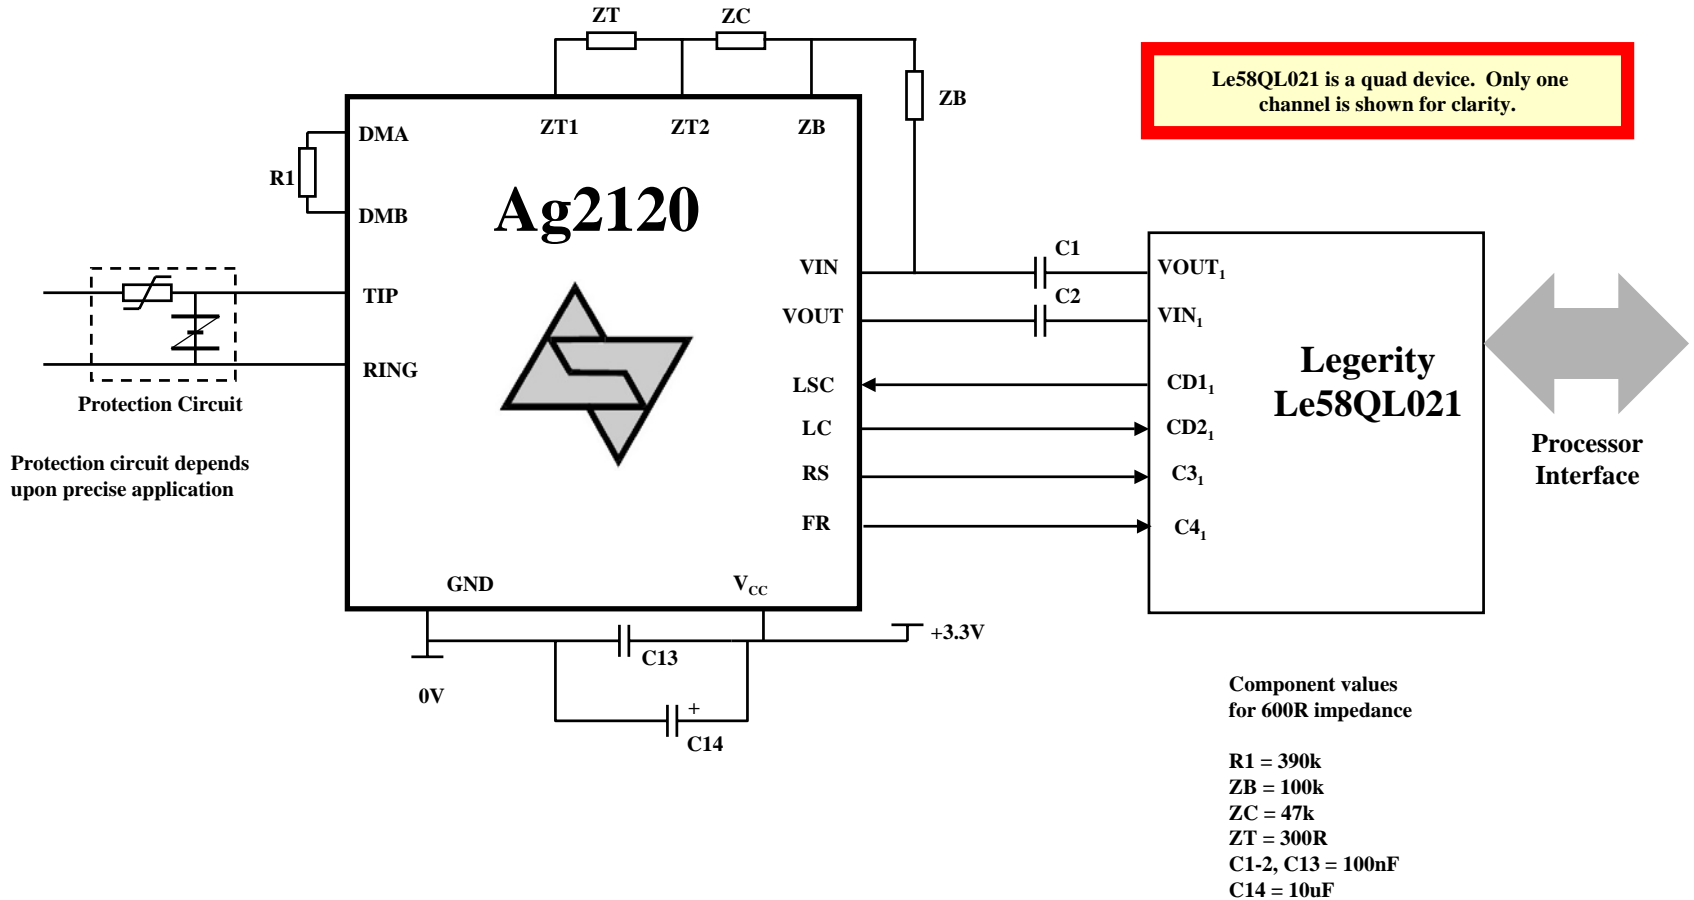 ZT
ZC
ZB
Le58QL021 is a quad device. Only one
channel is shown for clarity.
DMA
ZT1
ZT2
ZB
R1
DMB
Ag2120
TIP
RING
Protection Circuit
Protection circuit depends
upon precise application
VIN
VOUT
LSC
LC
RS
FR
GND
VCC
C1
C2
VOUT1
VIN1
CD11
CD21
C31
C41
Legerity
Le58QL021
Processor
Interface
0V
C13
+3.3V
+
C14
Component values
for 600R impedance
R1 = 390k
ZB = 100k
ZC = 47k
ZT = 300R
C1-2, C13 = 100nF
C14 = 10uF